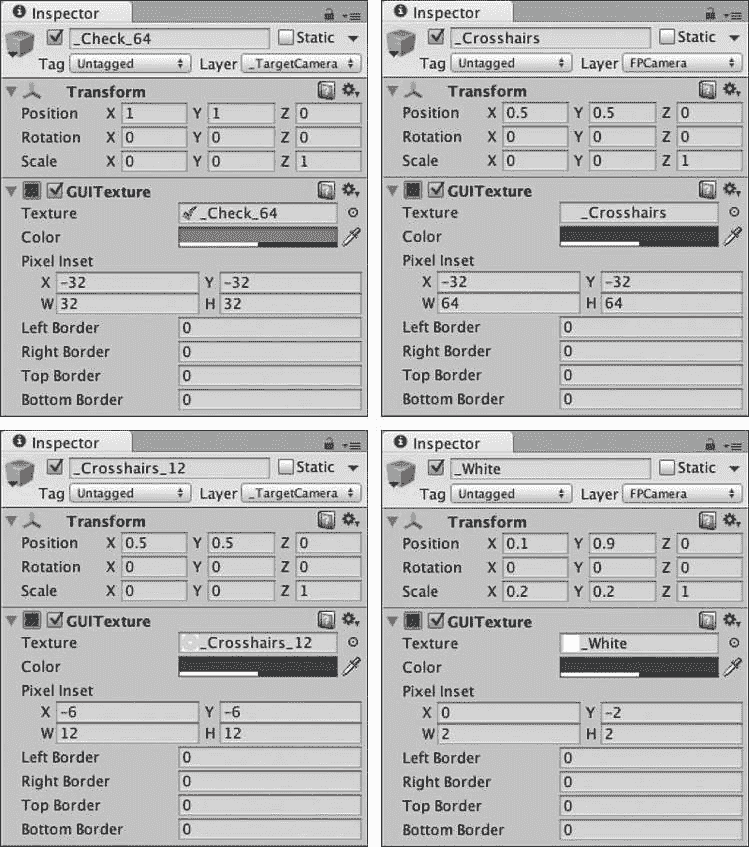 Inspector
_Check_64 Static
Tag Untagged Layer _TargetCamera
Transform
Position X 1 Y 1 Z 0
Rotation X 0 Y 0 Z 0
Scale X 0 Y 0 Z 1
GUITexture
Texture _Check_64
Color
Pixel Inset
X -32 Y -32
W 32 H 32
Left Border 0
Right Border 0
Top Border 0
Bottom Border 0
Inspector
_Crosshairs Static
Tag Untagged Layer FPCamera
Transform
Position X 0.5 Y 0.5 Z 0
Rotation X 0 Y 0 Z 0
Scale X 0 Y 0 Z 1
GUITexture
Texture _Crosshairs
Color
Pixel Inset
X -32 Y -32
W 64 H 64
Left Border 0
Right Border 0
Top Border 0
Bottom Border 0
Inspector
_Crosshairs_12 Static
Tag Untagged Layer _TargetCamera
Transform
Position X 0.5 Y 0.5 Z 0
Rotation X 0 Y 0 Z 0
Scale X 0 Y 0 Z 1
GUITexture
Texture _Crosshairs_12
Color
Pixel Inset
X -6 Y -6
W 12 H 12
Left Border 0
Right Border 0
Top Border 0
Bottom Border 0
Inspector
_White Static
Tag Untagged Layer FPCamera
Transform
Position X 0.1 Y 0.9 Z 0
Rotation X 0 Y 0 Z 0
Scale X 0.2 Y 0.2 Z 1
GUITexture
Texture _White
Color
Pixel Inset
X 0 Y -2
W 2 H 2
Left Border 0
Right Border 0
Top Border 0
Bottom Border 0